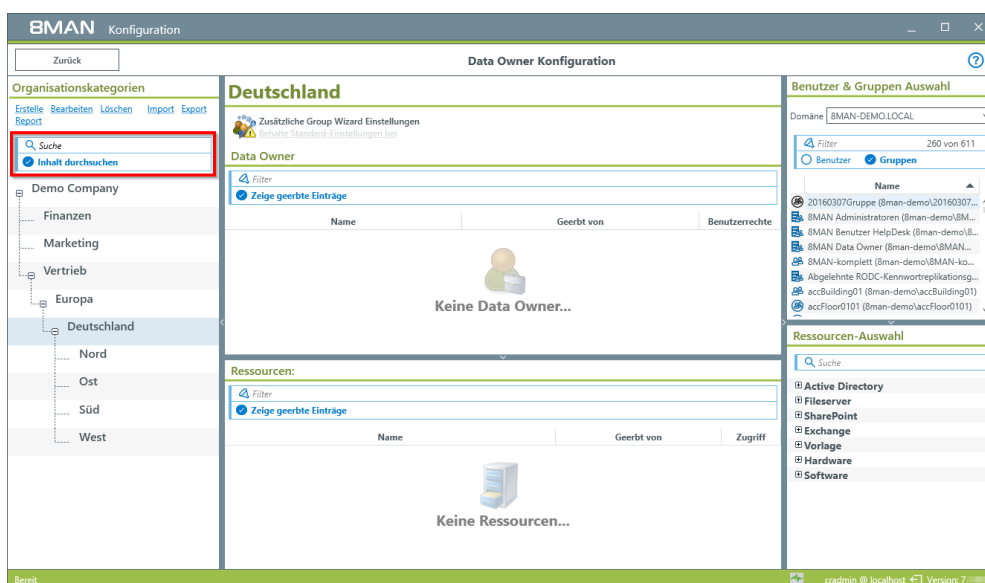 8MAN Konfiguration
Zurück
Data Owner Konfiguration
Organisationskategorien
Erstelle Bearbeiten Löschen Import Export
Report
Suche
Inhalt durchsuchen
Demo Company
Finanzen
Marketing
Vertrieb
Europa
Deutschland
Nord
Ost
Süd
West
Deutschland
Zusätzliche Group Wizard Einstellungen
Behalte Standard-Einstellungen bei
Data Owner
Filter
Zeige geerbte Einträge
Name Geerbt von Benutzerrechte
Keine Data Owner...
Ressourcen:
Filter
Zeige geerbte Einträge
Name Geerbt von Zugriff
Keine Ressourcen...
Benutzer & Gruppen Auswahl
Domäne 8MAN-DEMO.LOCAL
Filter 260 von 611
Benutzer Gruppen
Name
20160307Gruppe (8man-demo\20160307...
8MAN Administratoren (8man-demo\8M...
8MAN Benutzer HelpDesk (8man-demo\8...
8MAN Data Owner (8man-demo\8MAN...
8MAN-komplett (8man-demo\8MAN-ko...
Abgelehnte RODC-Kennwortreplikationsg...
accBuilding01 (8man-demo\accBuilding01)
accFloor0101 (8man-demo\accFloor0101)
Ressourcen-Auswahl
Suche
Active Directory
Fileserver
SharePoint
Exchange
Vorlage
Hardware
Software
Bereit
cradmin @ localhost Version: 7